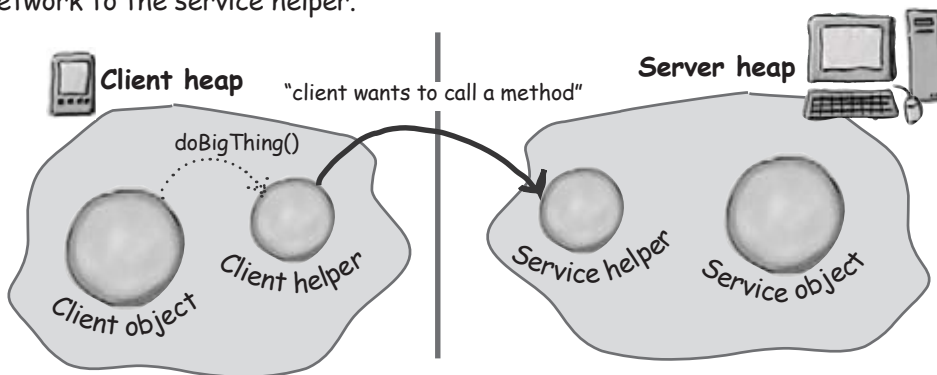 etwork to the service helper.
Client heap
Server heap
"client wants to call a method"
doBigThing()
Client object
Client helper
Service helper
Service object